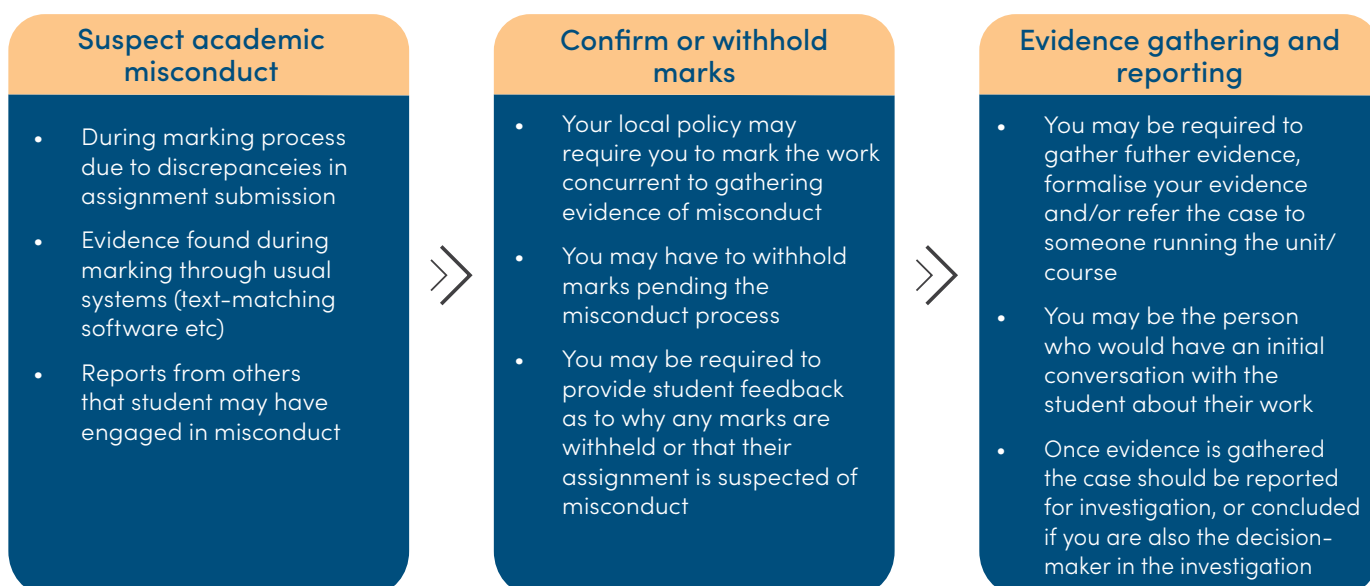 Suspect academic
misconduct
• During marking process
due to discrepanceies in
assignment submission
• Evidence found during
marking through usual
systems (text-matching
software etc)
• Reports from others
that student may have
engaged in misconduct
Confirm or withhold
marks
• Your local policy may
require you to mark the work
concurrent to gathering
evidence of misconduct
• You may have to withhold
marks pending the
misconduct process
• You may be required to
provide student feedback
as to why any marks are
withheld or that their
assignment is suspected of
misconduct
Evidence gathering and
reporting
• You may be required to
gather futher evidence,
formalise your evidence
and/or refer the case to
someone running the unit/
course
• You may be the person
who would have an initial
conversation with the
student about their work
• Once evidence is gathered
the case should be reported
for investigation, or concluded
if you are also the decision-
maker in the investigation